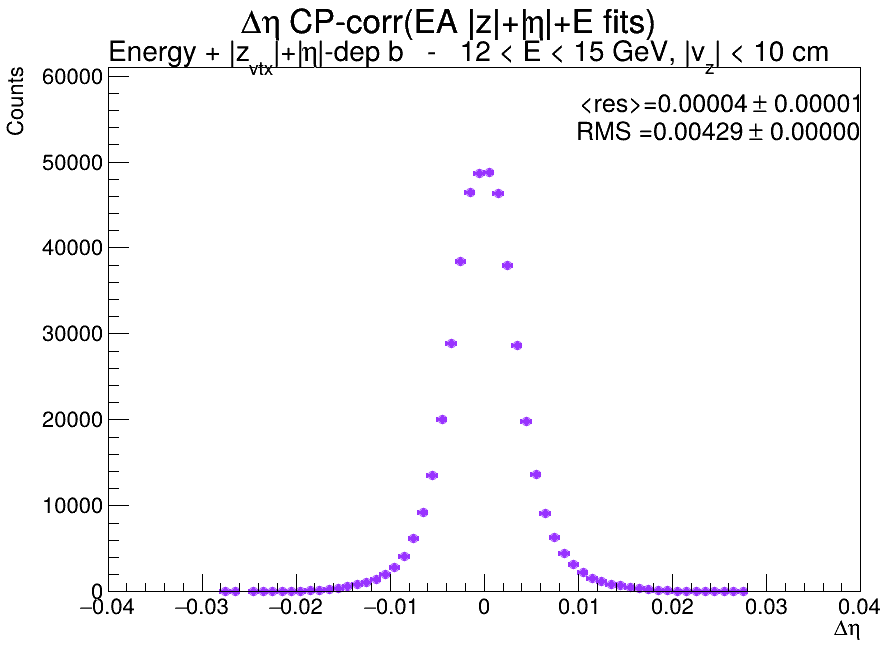 Δη CP-corr(EA |z|+|η|+E fits)
Energy + |z_vtx|+|η|-dep b - 12 < E < 15 GeV, |v_z| < 10 cm
<res>=0.00004 ± 0.00001
RMS =0.00429 ± 0.00000
Counts
60000
50000
40000
30000
20000
10000
0
−0.04 −0.03 −0.02 −0.01 0 0.01 0.02 0.03 0.04
Δη